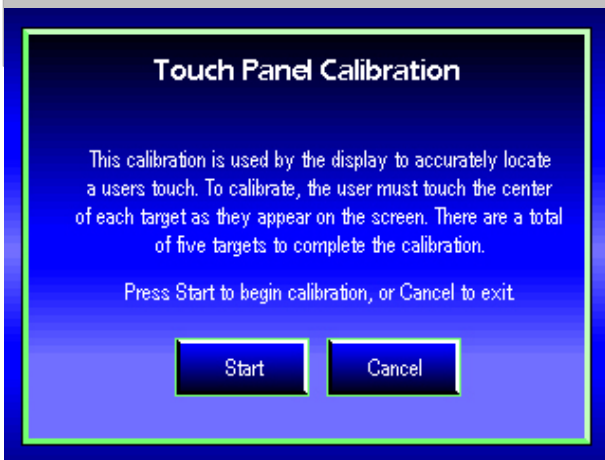 Touch Panel Calibration
This calibration is used by the display to accurately locate
a users touch. To calibrate, the user must touch the center
of each target as they appear on the screen. There are a total
of five targets to complete the calibration.
Press Start to begin calibration, or Cancel to exit.
Start Cancel